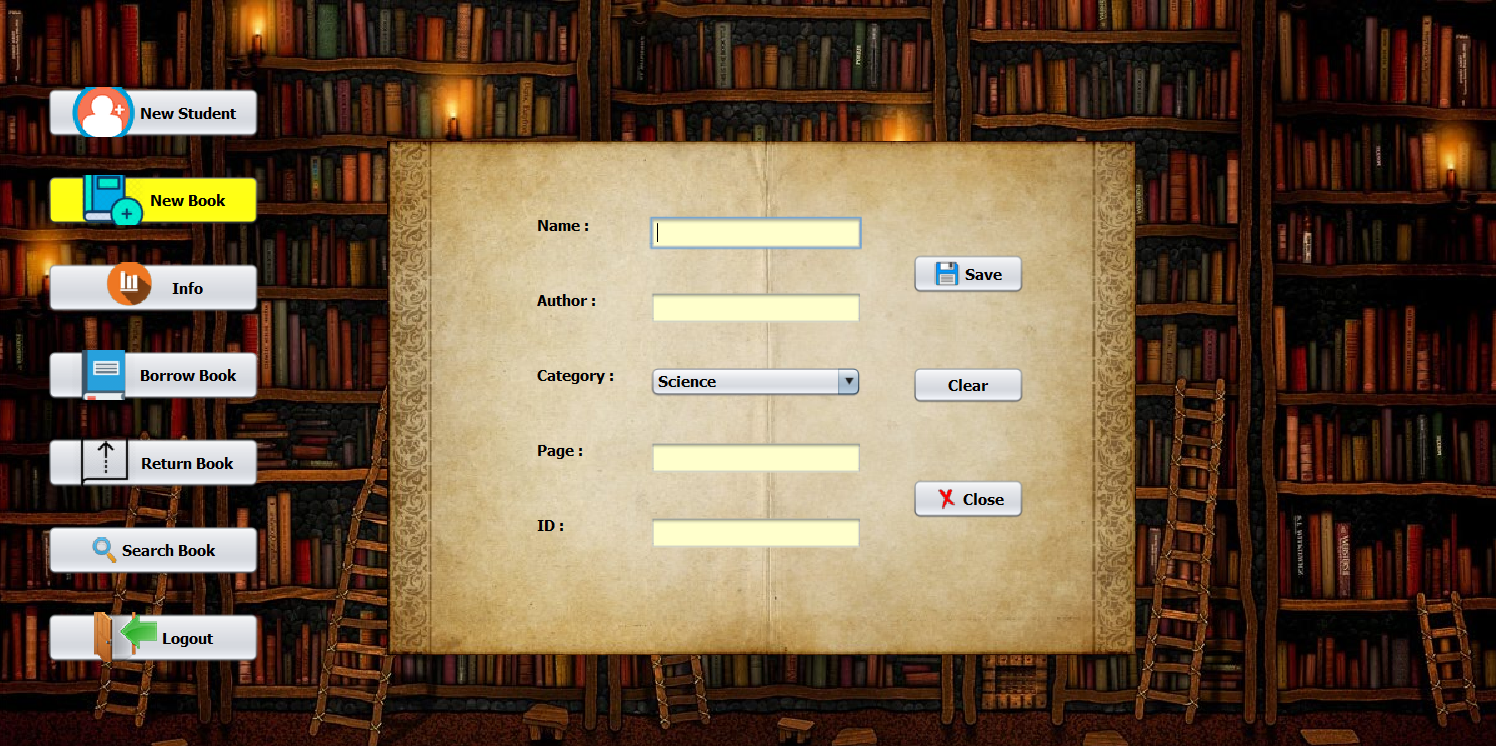 New Student
New Book
Info
Borrow Book
Return Book
Search Book
Logout
Name :
Author :
Category :
Science
Page :
ID :
Save
Clear
Close